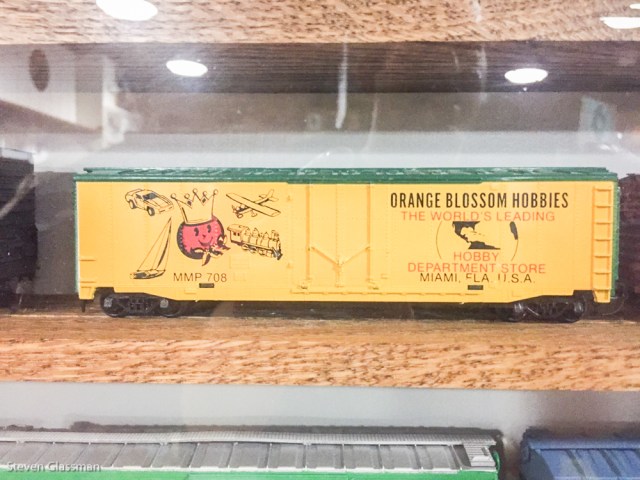 ORANGE BLOSSOM HOBBIES
THE WORLD'S LEADING
HOBBY
DEPARTMENT STORE
MIAMI, FLA, U.S.A.
MMP 708
Steven Glassman